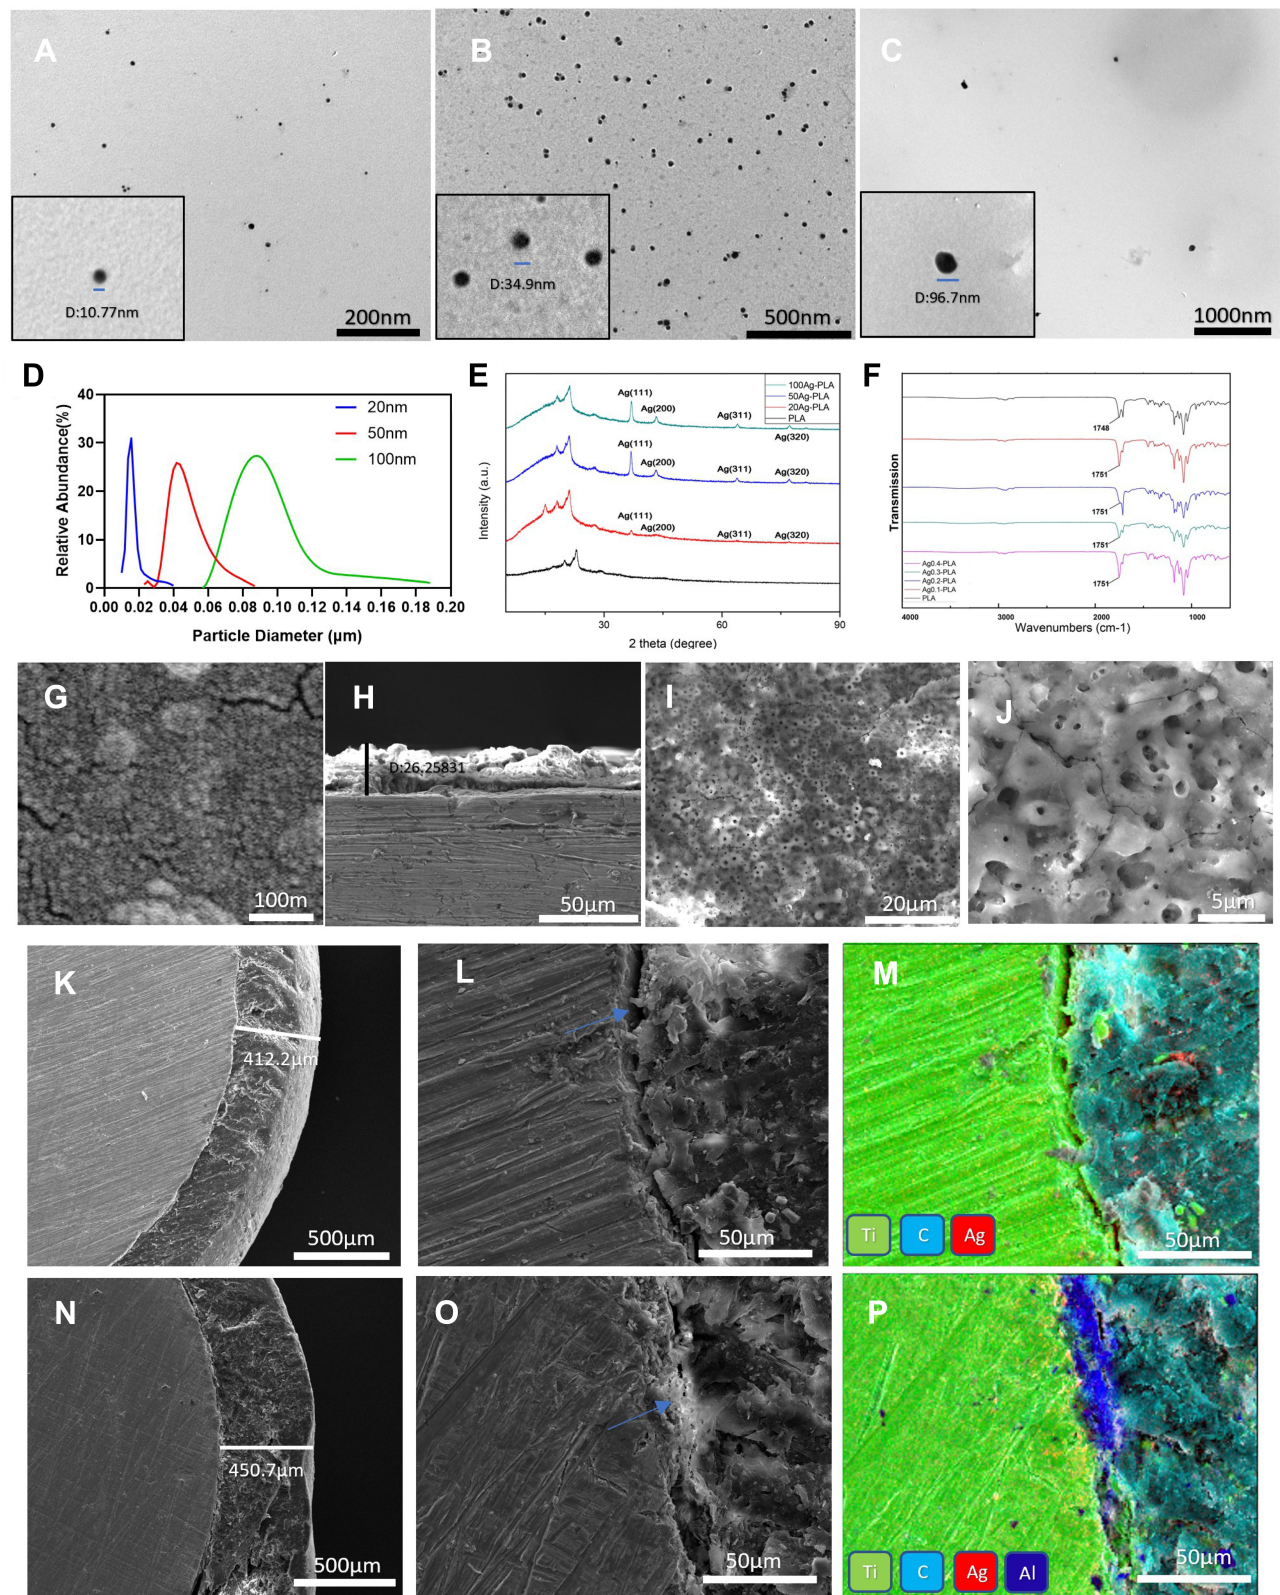 A
D:10.77nm
200nm
B
D:34.9nm
500nm
C
D:96.7nm
1000nm
D
40
30
20
10
0
0.00 0.02 0.04 0.06 0.08 0.10 0.12 0.14 0.16 0.18 0.20
Relative Abundance(%)
Particle Diameter (μm)
20nm
50nm
100nm
E
100Ag-PLA
50Ag-PLA
20Ag-PLA
PLA
Ag(111)
Ag(200)
Ag(311)
Ag(320)
Ag(111)
Ag(200)
Ag(311)
Ag(320)
Ag(111)
Ag(200)
Ag(311)
Ag(320)
Intensity (a.u.)
30 60 90
2 theta (degree)
F
1748
1751
1751
1751
1751
Ag0.4-PLA
Ag0.3-PLA
Ag0.2-PLA
Ag0.1-PLA
PLA
Transmission
4000 3000 2000 1000
Wavenumbers (cm-1)
G
100m
H
D:26.25831
50μm
I
20μm
J
5μm
K
412.2μm
500μm
L
50μm
M
Ti C Ag
50μm
N
450.7μm
500μm
O
50μm
P
Ti C Ag Al
50μm